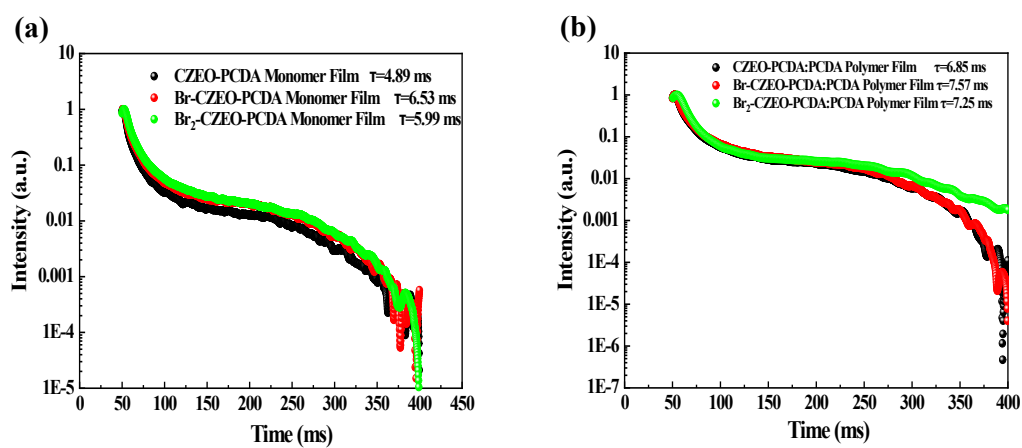 (a)
10
1
0.1
0.01
0.001
1E-4
1E-5
Intensity (a.u.)
CZEO-PCDA Monomer Film τ=4.89 ms
Br-CZEO-PCDA Monomer Film τ=6.53 ms
Br₂-CZEO-PCDA Monomer Film τ=5.99 ms
0 50 100 150 200 250 300 350 400 450
Time (ms)
(b)
10
1
0.1
0.01
0.001
1E-4
1E-5
1E-6
1E-7
Intensity (a.u.)
CZEO-PCDA:PCDA Polymer Film τ=6.85 ms
Br-CZEO-PCDA:PCDA Polymer Film τ=7.57 ms
Br₂-CZEO-PCDA:PCDA Polymer Film τ=7.25 ms
0 50 100 150 200 250 300 350 400
Time (ms)